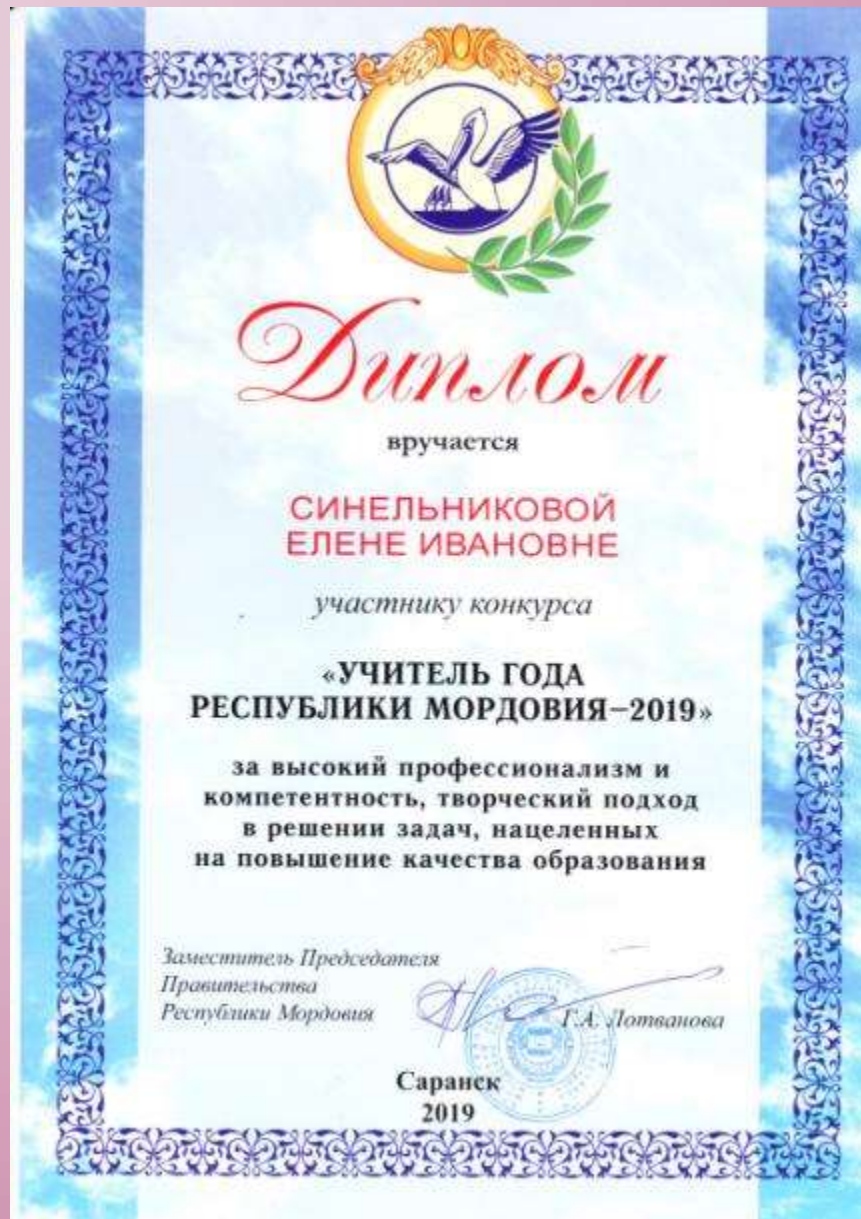 Диплом
вручается
СИНЕЛЬНИКОВОЙ
ЕЛЕНЕ ИВАНОВНЕ
участнику конкурса
«УЧИТЕЛЬ ГОДА
РЕСПУБЛИКИ МОРДОВИЯ–2019»
за высокий профессионализм и
компетентность, творческий подход
в решении задач, нацеленных
на повышение качества образования
Заместитель Председателя
Правительства
Республики Мордовия
Г.А. Лотванова
Саранск
2019